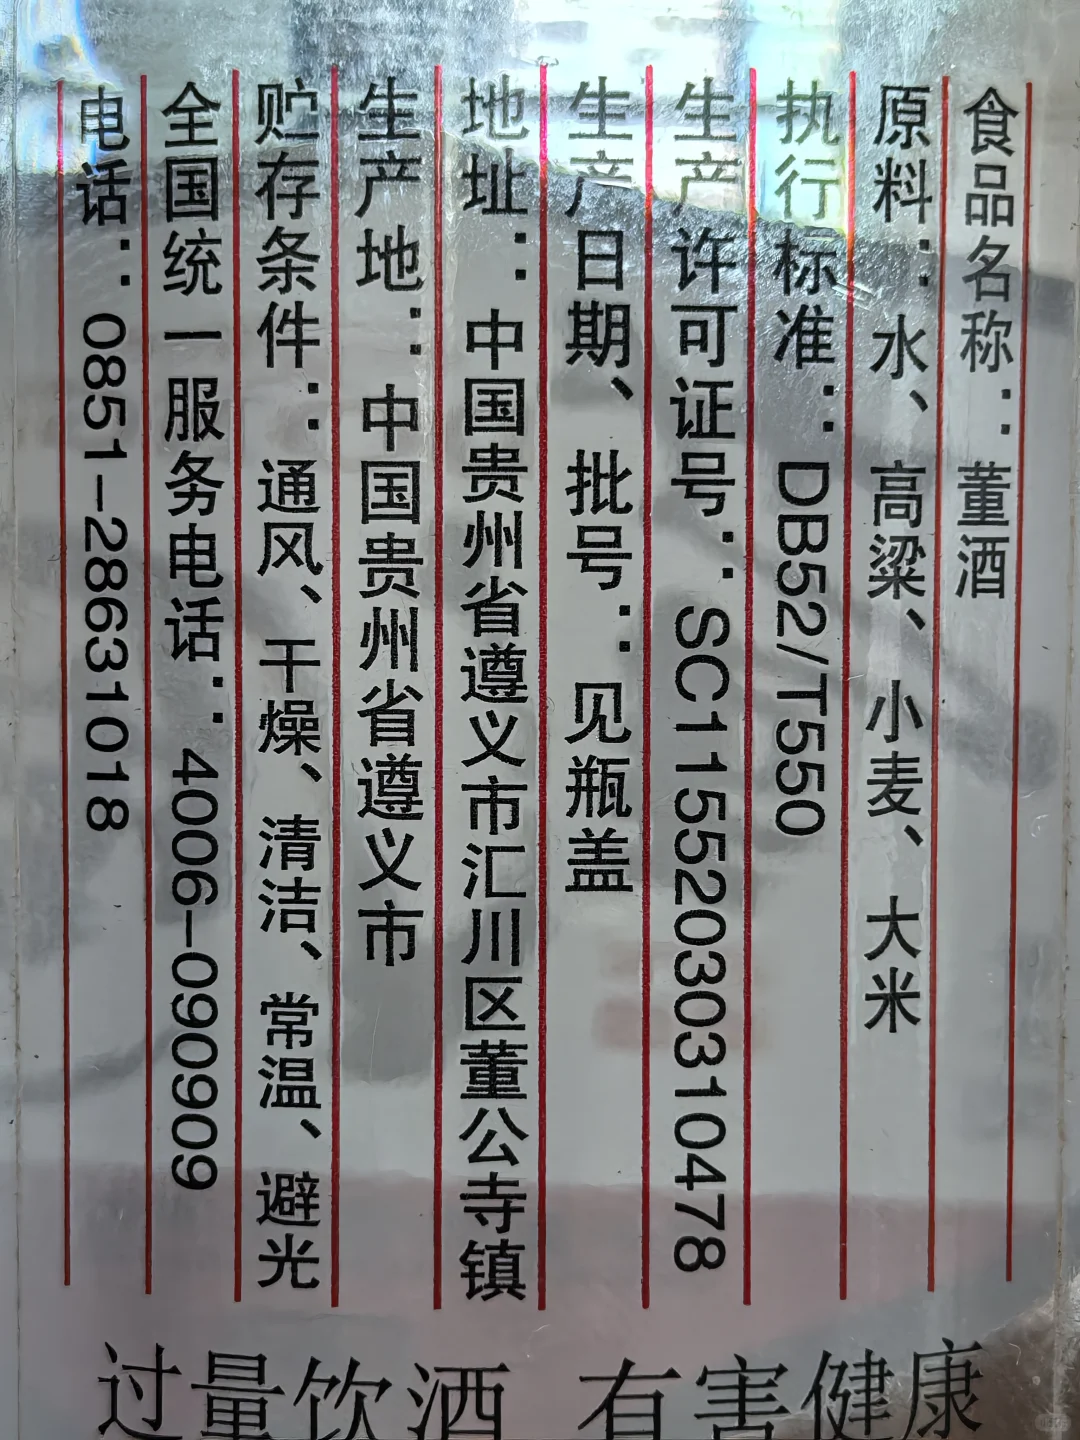 食品名称：董酒
原料：水、高粱、小麦、大米
执行标准：DB52/T550
生产许可证号：SC11552030310478
生产日期、批号：见瓶盖
地址：中国贵州省遵义市汇川区董公寺镇
生产地：中国贵州省遵义市
贮存条件：通风、干燥、清洁、常温、避光
全国统一服务电话：4006-090909
电话：0851-28631018
过量饮酒 有害健康